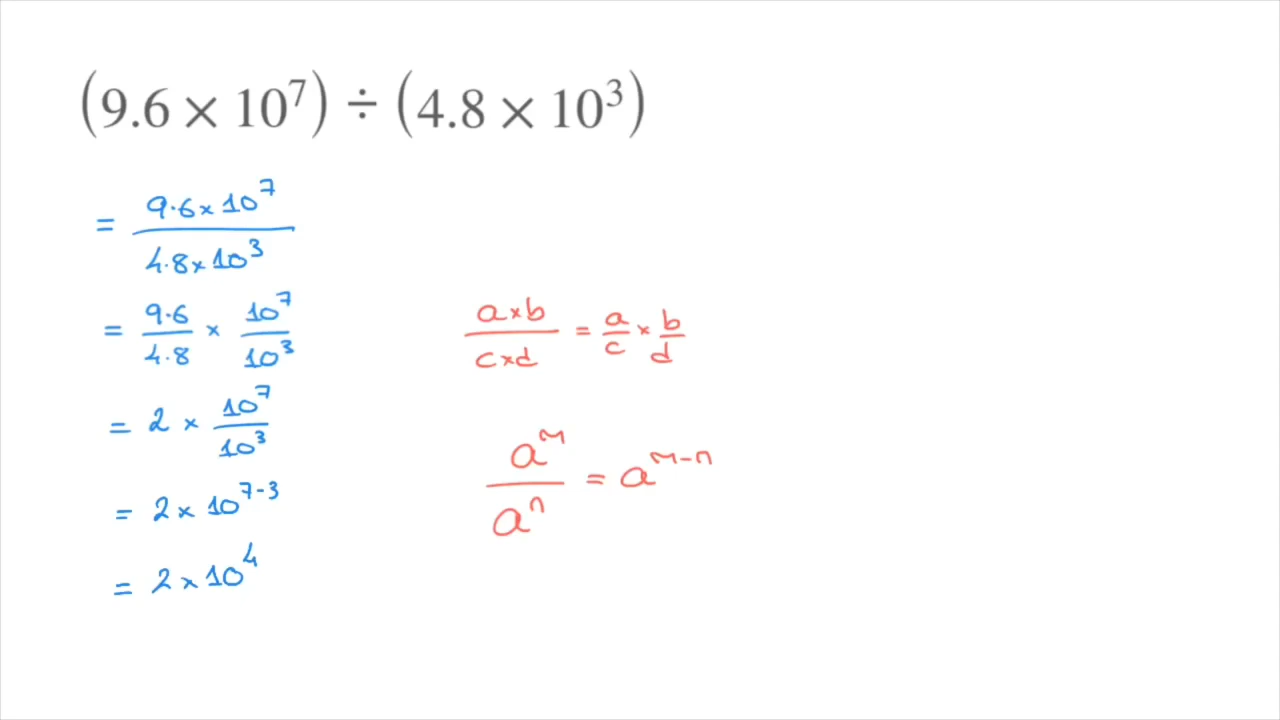 (9.6 × 10⁷) ÷ (4.8 × 10³)
= (9.6 × 10⁷)/(4.8 × 10³)
= 9.6/4.8 × 10⁷/10³
= 2 × 10⁷/10³
= 2 × 10⁷⁻³
= 2 × 10⁴
(a × b)/(c × d) = a/c × b/d
aᵐ/aⁿ = aᵐ⁻ⁿ